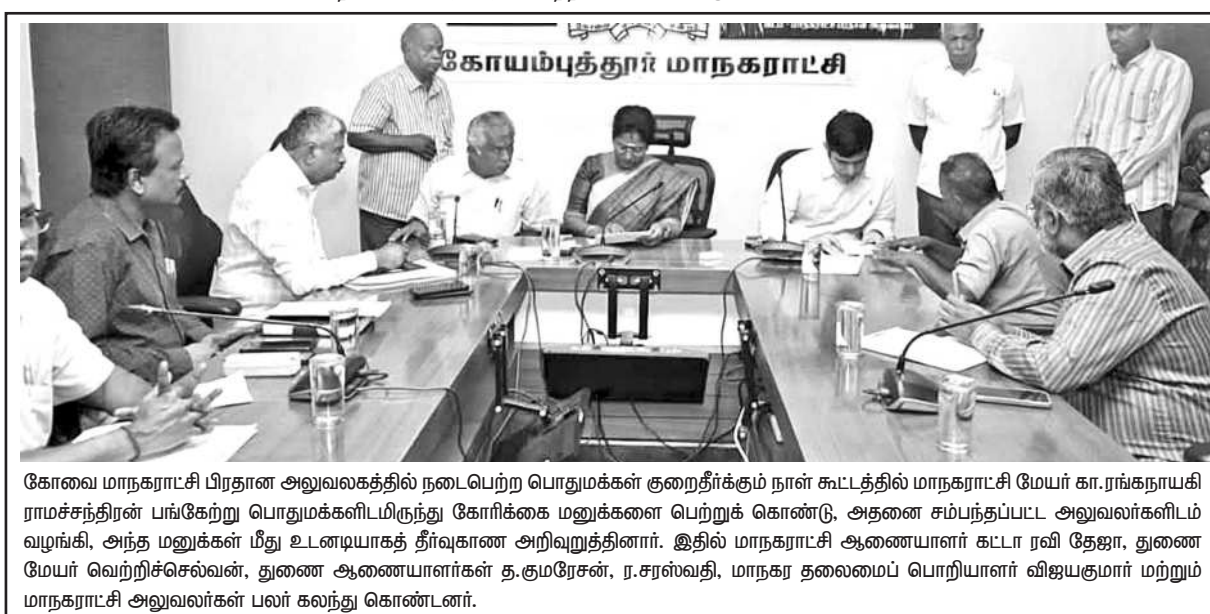 கோயம்புத்தூர் மாநகராட்சி
கோவை மாநகராட்சி பிரதான அலுவலகத்தில் நடைபெற்ற பொதுமக்கள் குறைதீர்க்கும் நாள் கூட்டத்தில் மாநகராட்சி மேயர் கா.ரங்கநாயகி
ராமச்சந்திரன் பங்கேற்று பொதுமக்களிடமிருந்து கோரிக்கை மனுக்களை பெற்றுக் கொண்டு, அதனை சம்பந்தப்பட்ட அலுவலர்களிடம்
வழங்கி, அந்த மனுக்கள் மீது உடனடியாகத் தீர்வுகாண அறிவுறுத்தினார். இதில் மாநகராட்சி ஆணையாளர் கட்டா ரவி தேஜா, துணை
மேயர் வெற்றிச்செல்வன், துணை ஆணையாளர்கள் த.குமரேசன், ர.சரஸ்வதி, மாநகர தலைமைப் பொறியாளர் விஜயகுமார் மற்றும்
மாநகராட்சி அலுவலர்கள் பலர் கலந்து கொண்டனர்.